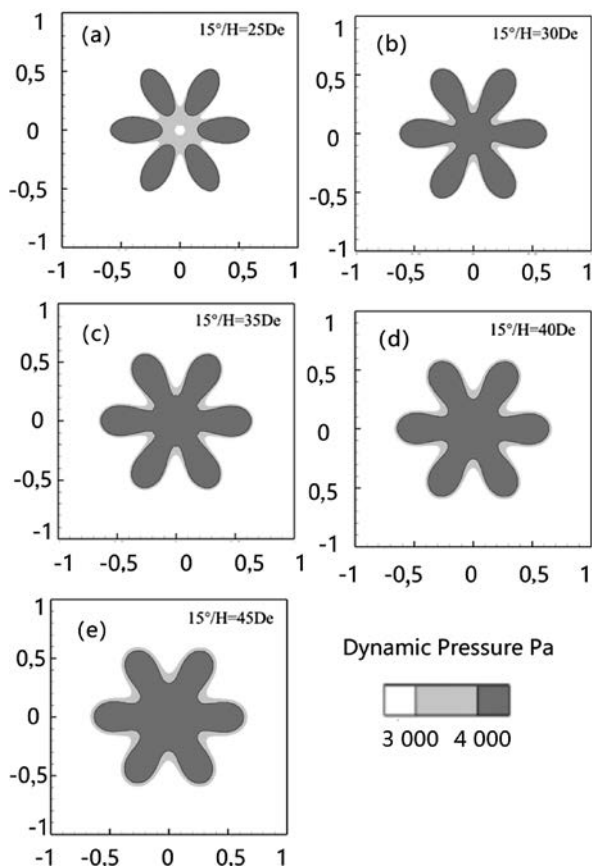 (a) 15°/H=25De
1
0,5
0
-0,5
-1
-1 -0,5 0 0,5 1
(b) 15°/H=30De
1
0,5
0
-0,5
-1
-1 -0,5 0 0,5 1
(c) 15°/H=35De
1
0,5
0
-0,5
-1
-1 -0,5 0 0,5 1
(d) 15°/H=40De
1
0,5
0
0,5
-1
-1 -0,5 0 0,5 1
(e) 15°/H=45De
1
0,5
0
-0,5
-1
-1 -0,5 0 0,5 1
Dynamic Pressure Pa
3 000 4 000